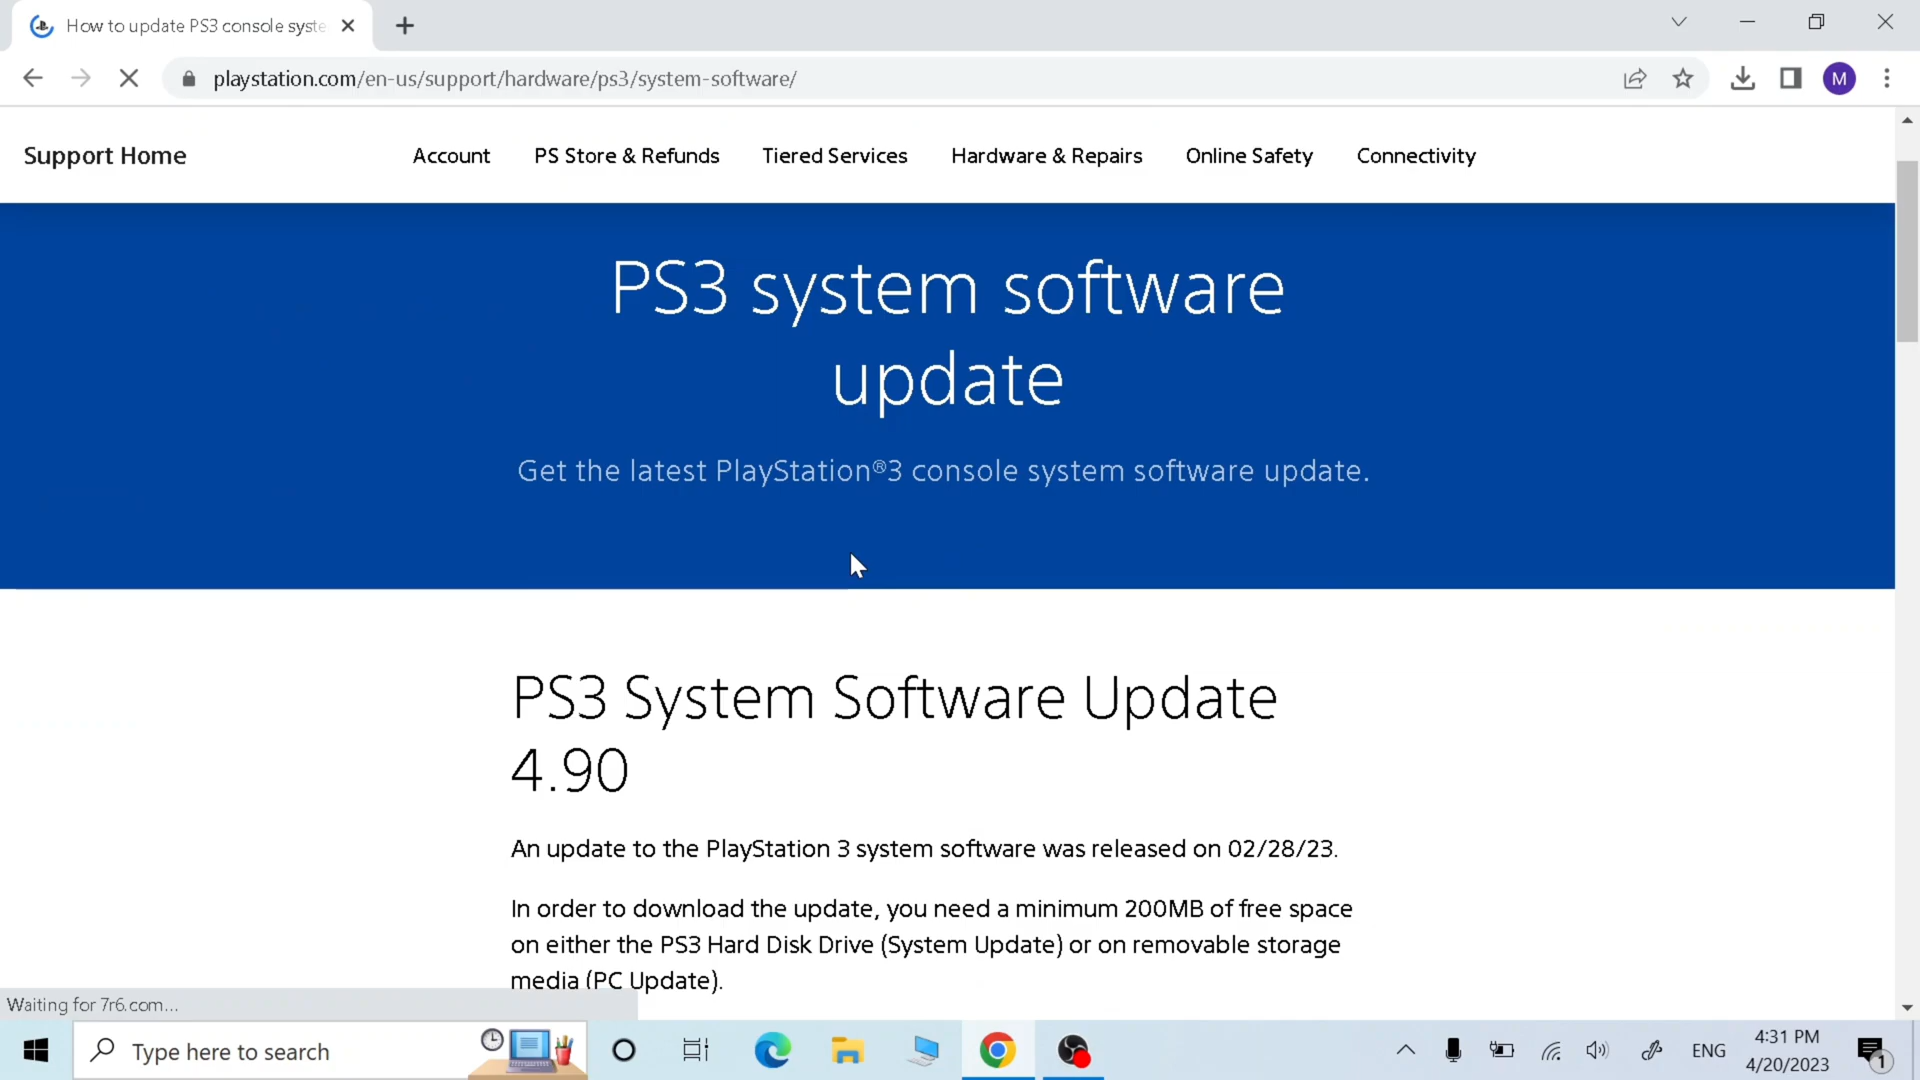 How to update PS3 console syste
playstation.com/en-us/support/hardware/ps3/system-software/
M
Support Home
Account
PS Store & Refunds
Tiered Services
Hardware & Repairs
Online Safety
Connectivity
PS3 system software
update
Get the latest PlayStation®3 console system software update.
PS3 System Software Update
4.90
An update to the PlayStation 3 system software was released on 02/28/23.
In order to download the update, you need a minimum 200MB of free space
on either the PS3 Hard Disk Drive (System Update) or on removable storage
media (PC Update).
Waiting for 7r6.com...
Type here to search
ENG
4:31 PM
4/20/2023
1